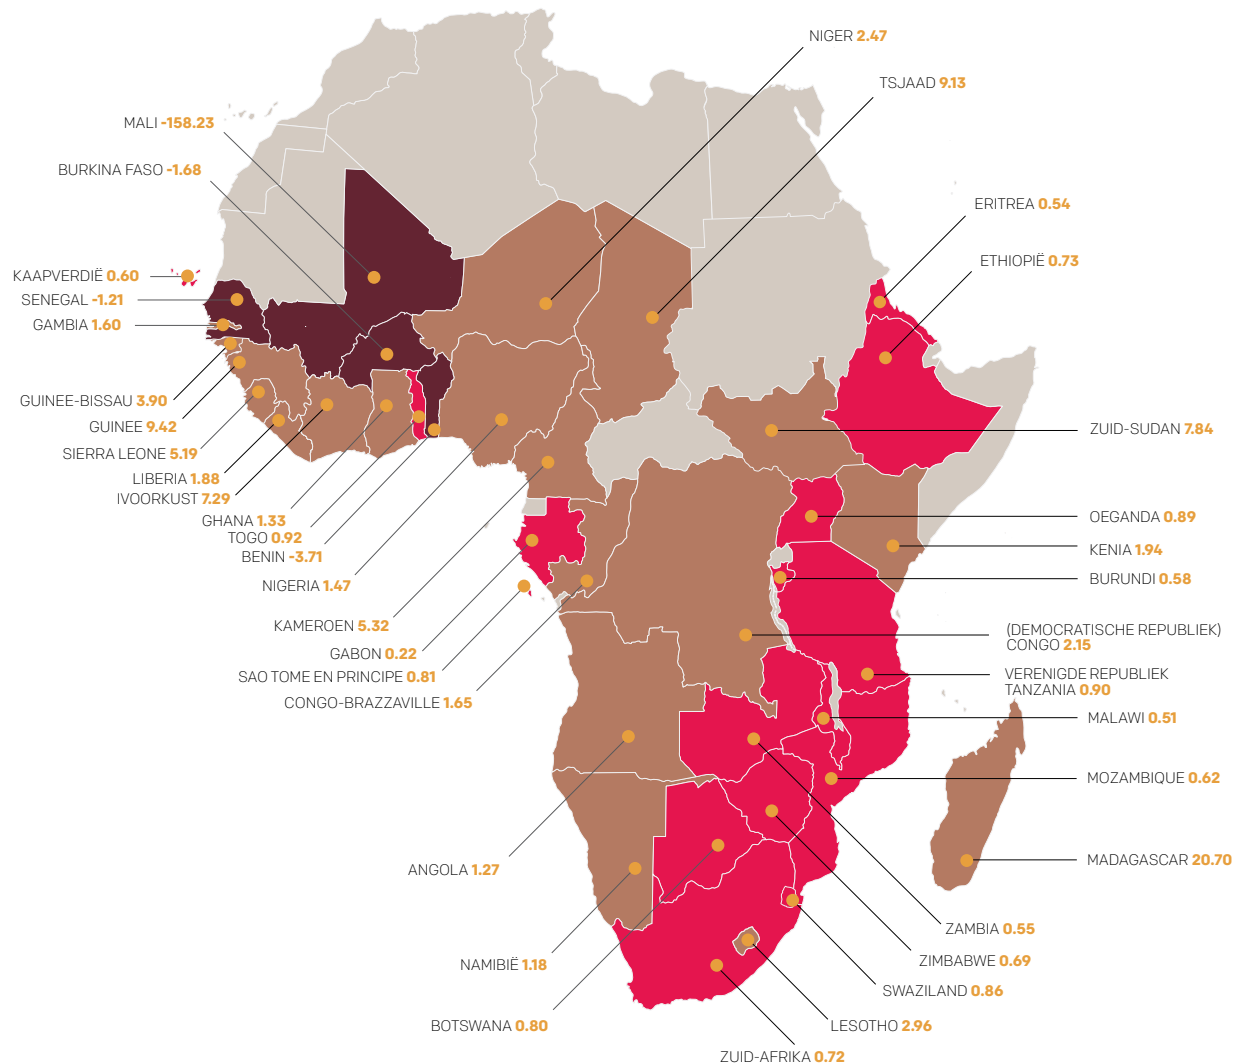 NIGER 2.47
TSJAAD 9.13
MALI -158.23
BURKINA FASO -1.68
ERITREA 0.54
ETHIOPIË 0.73
KAAPVERDIË 0.60
SENEGAL -1.21
GAMBIA 1.60
GUINEE-BISSAU 3.90
GUINEE 9.42
SIERRA LEONE 5.19
LIBERIA 1.88
IVOORKUST 7.29
GHANA 1.33
TOGO 0.92
BENIN -3.71
NIGERIA 1.47
KAMEROEN 5.32
GABON 0.22
SAO TOME EN PRINCIPE 0.81
CONGO-BRAZZAVILLE 1.65
ZUID-SUDAN 7.84
OEGANDA 0.89
KENIA 1.94
BURUNDI 0.58
(DEMOCRATISCHE REPUBLIEK)
CONGO 2.15
VERENIGDE REPUBLIEK
TANZANIA 0.90
MALAWI 0.51
MOZAMBIQUE 0.62
MADAGASCAR 20.70
ANGOLA 1.27
NAMIBIË 1.18
BOTSWANA 0.80
ZAMBIA 0.55
ZIMBABWE 0.69
SWAZILAND 0.86
LESOTHO 2.96
ZUID-AFRIKA 0.72